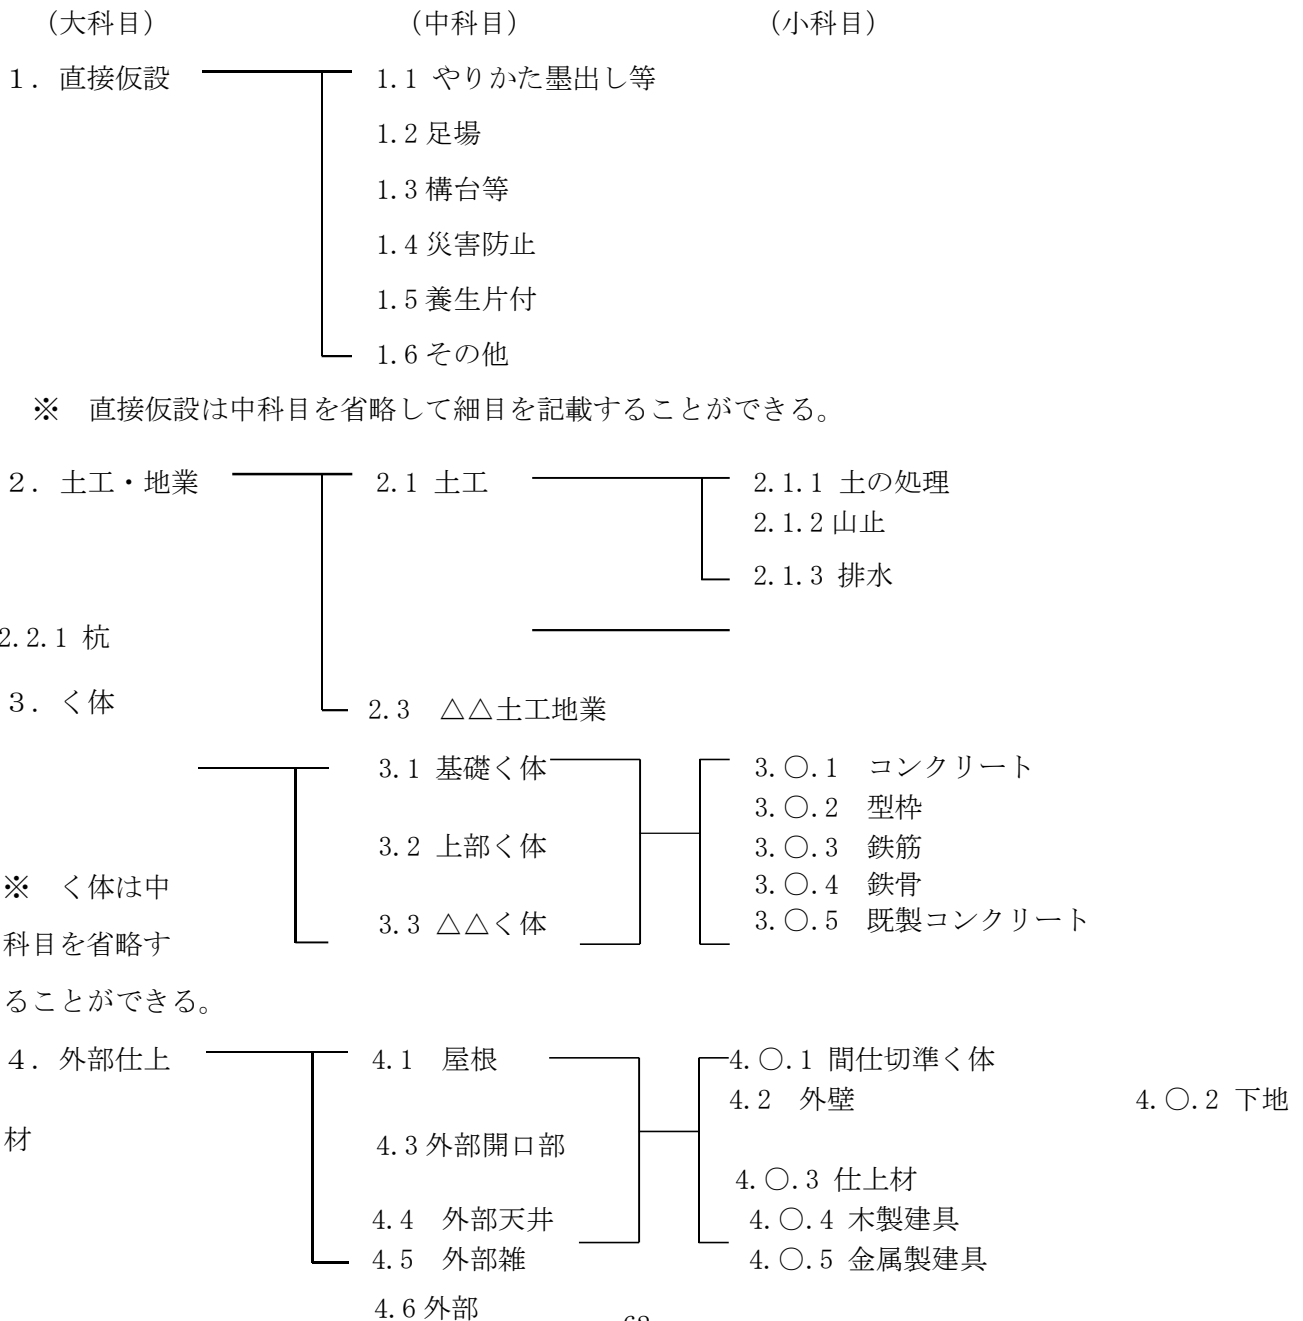 （大科目） （中科目） （小科目）
１．直接仮設 1.1 やりかた墨出し等
1.2 足場
1.3 構台等
1.4 災害防止
1.5 養生片付
1.6 その他
※　直接仮設は中科目を省略して細目を記載することができる。
２．土工・地業 2.1 土工 2.1.1 土の処理
2.1.2 山止
2.1.3 排水
2.2.1 杭
３．く体
2.3　△△土工地業
3.1 基礎く体 3.○.1　コンクリート
3.○.2　型枠
3.2 上部く体 3.○.3　鉄筋
※　く体は中 3.○.4　鉄骨
3.3 △△く体 3.○.5　既製コンクリート
科目を省略す
ることができる。
４．外部仕上 4.1　屋根 4.○.1 間仕切準く体
4.2　外壁 4.○.2 下地
材 4.3 外部開口部
4.○.3 仕上材
4.4　外部天井 4.○.4 木製建具
4.5　外部雑 4.○.5 金属製建具
4.6 外部